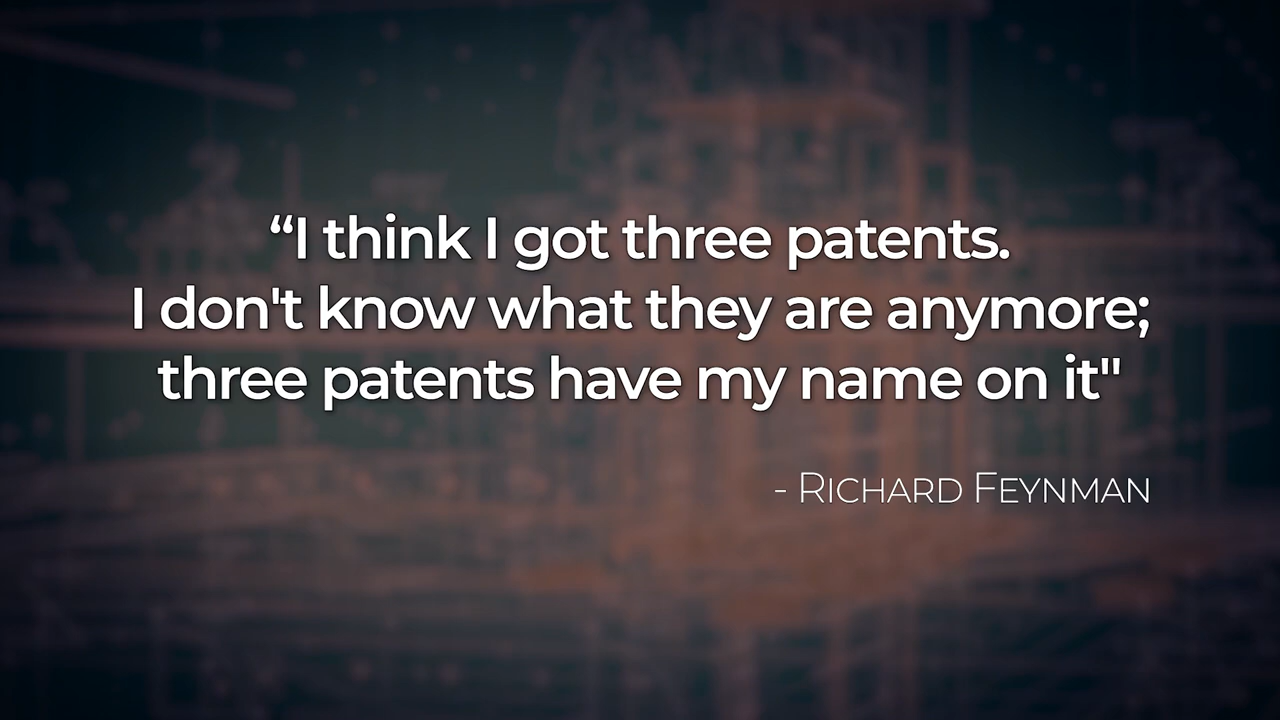 “I think I got three patents.
I don't know what they are anymore;
three patents have my name on it"
- Richard Feynman